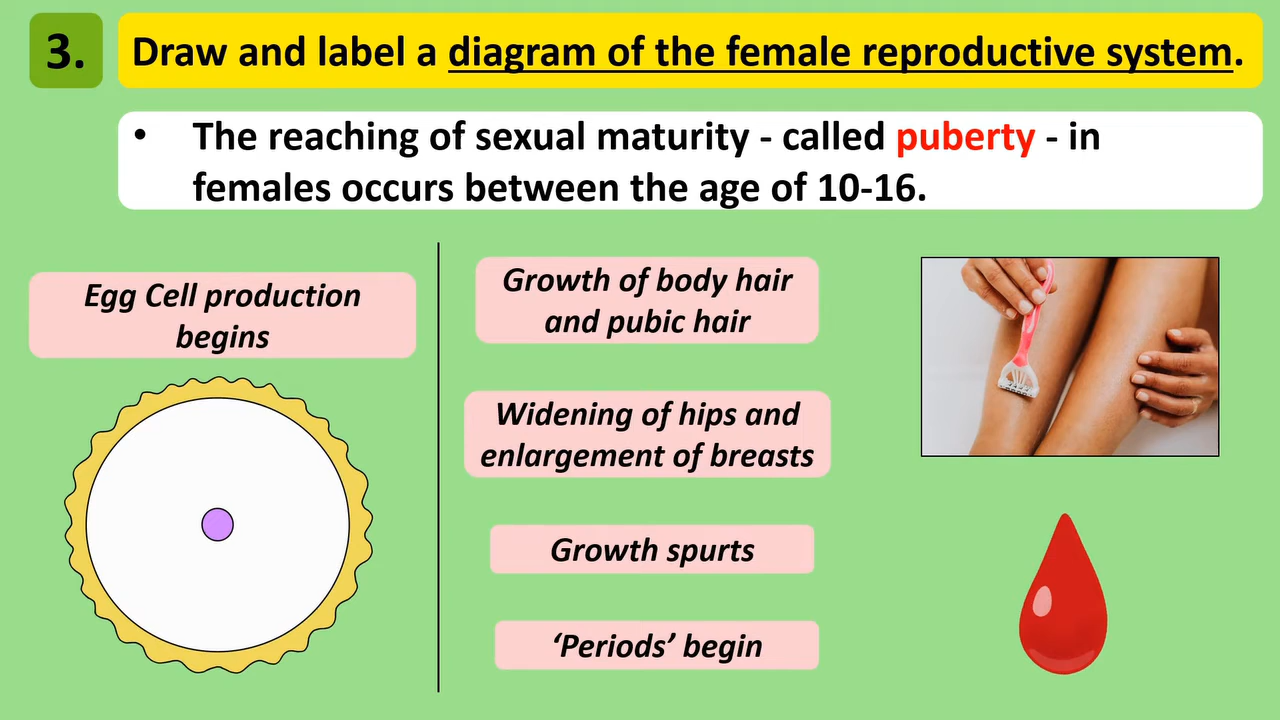 3.
Draw and label a diagram of the female reproductive system.
• The reaching of sexual maturity - called puberty - in
females occurs between the age of 10-16.
Egg Cell production
begins
Growth of body hair
and pubic hair
Widening of hips and
enlargement of breasts
Growth spurts
‘Periods’ begin